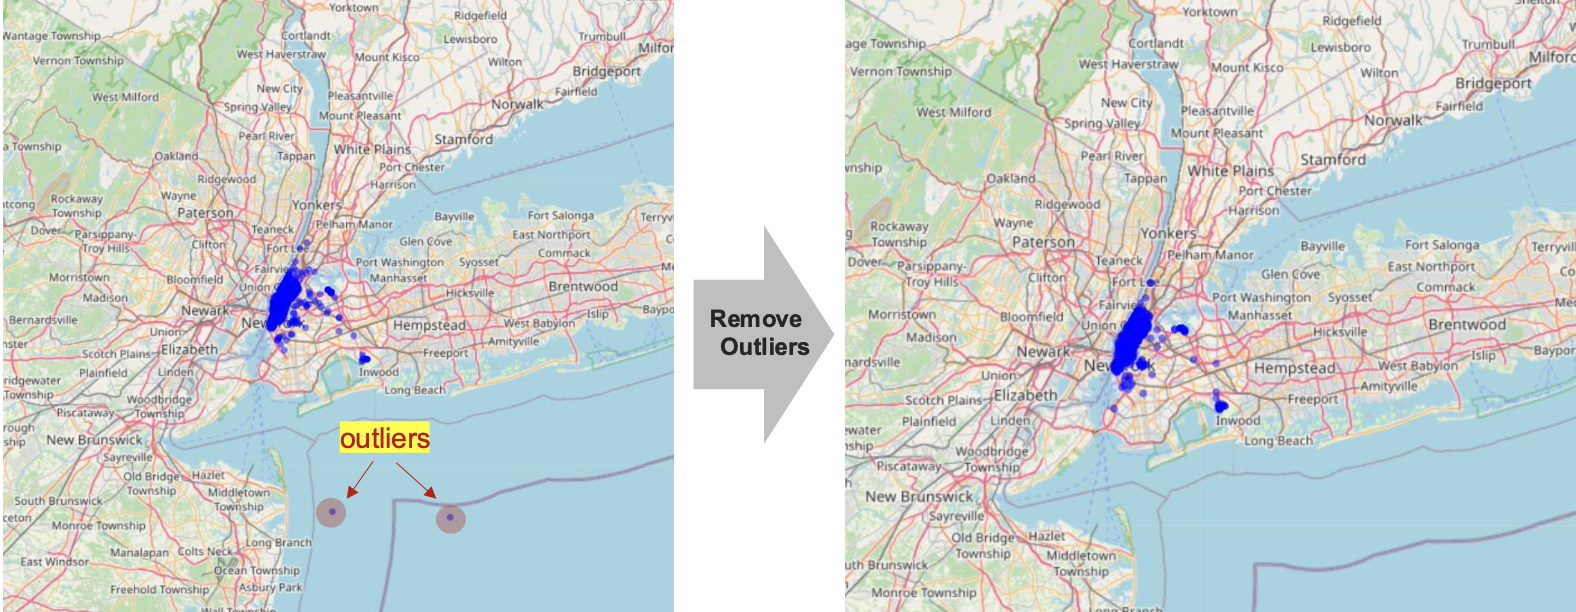 Yorktown
Ridgefield
Cortlandt
Trumbull
Wantage Township
Lewisboro
West Haverstraw
Milfor
Vernon Township
Mount Kisco
Wilton
Bridgeport
New City
Fairfield
West Milford
Pleasantville
Norwalk
Spring Valley
Mount Pleasant
Pearl River
Stamford
a Township
Oakland
Tappan
White Plains
Port Chester
Ridgewood
Harrison
Rockaway
Township
Wayne
Paterson
Yonkers
tcong
Bayville
Fort Salonga
Terryv
Dover
Parsippany-
Troy Hills
Teaneck
Pelham Manor
Clifton
Glen Cove
East Northport
Fort L
Commack
Fairvie
Port Washington
Syosset
Morristown
Bloomfield
Union
Manhasset
Brentwood
Madison
Hicksville
Bernardsville
Newark
New
Hempstead
West Babylon
Islip
Baypo
Union
Amityville
Scotch Plains
Elizabeth
Freeport
Plainfield
Linden
Inwood
ridgewater
Long Beach
Woodbridge
Township
Piscataway
New Brunswick
outliers
Sayreville
Old Bridge
Township
Hazlet
Middletown
Township
South Brunswick
ceton
Monroe Township
Long Branch
Manalapan
Colts Neck
East Windsor
Ocean Township
Freehold Township
Asbury Park
Wall Township
Remove
Outliers
Yorktown
Ridgefield
Cortlandt
Trumbull
age Township
Lewisboro
West Haverstraw
Milford
Vernon Township
Mount Kisco
Wilton
Bridgeport
New City
Fairfield
West Milford
Pleasantville
Norwalk
Spring Valley
Mount Pleasant
Pearl River
Stamford
wnship
Oakland
Tappan
White Plains
Port Chester
Ridgewood
Harrison
Rockaway
Township
Wayne
Paterson
Yonkers
Bayville
Fort Salonga
Terryvil
Dover
Parsippany-
Troy Hills
Teaneck
Pelham Manor
Clifton
Glen Cove
East Northport
Fort Lee
Commack
Fairview
Port Washington
Syosset
Morristown
Bloomfield
Union
Manhasset
Brentwood
Madison
Hicksville
nardsville
Newark
New
k
Hempstead
West Babylon
Islip
Baypor
Union
Amityville
Scotch Plains
Elizabeth
Freeport
Plainfield
Linden
Inwood
ewater
Long Beach
Woodbridge
Township
Piscataway
New Brunswick
Sayreville
Old Bridge
Township
Hazlet
Middletown
Township
uth Brunswick
Monroe Township
Long Branch